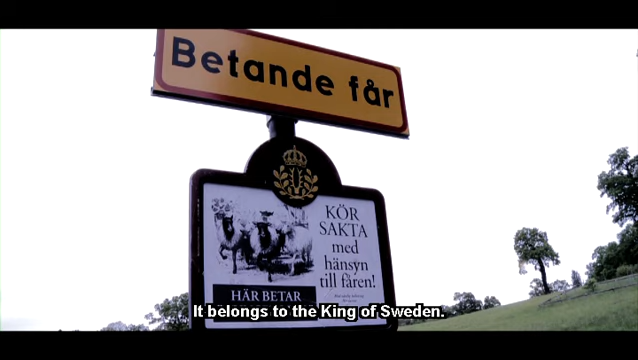 Betande får
KÖR
SAKTA
med
hänsyn
till fåren!
HÄR BETAR
It belongs to the King of Sweden.